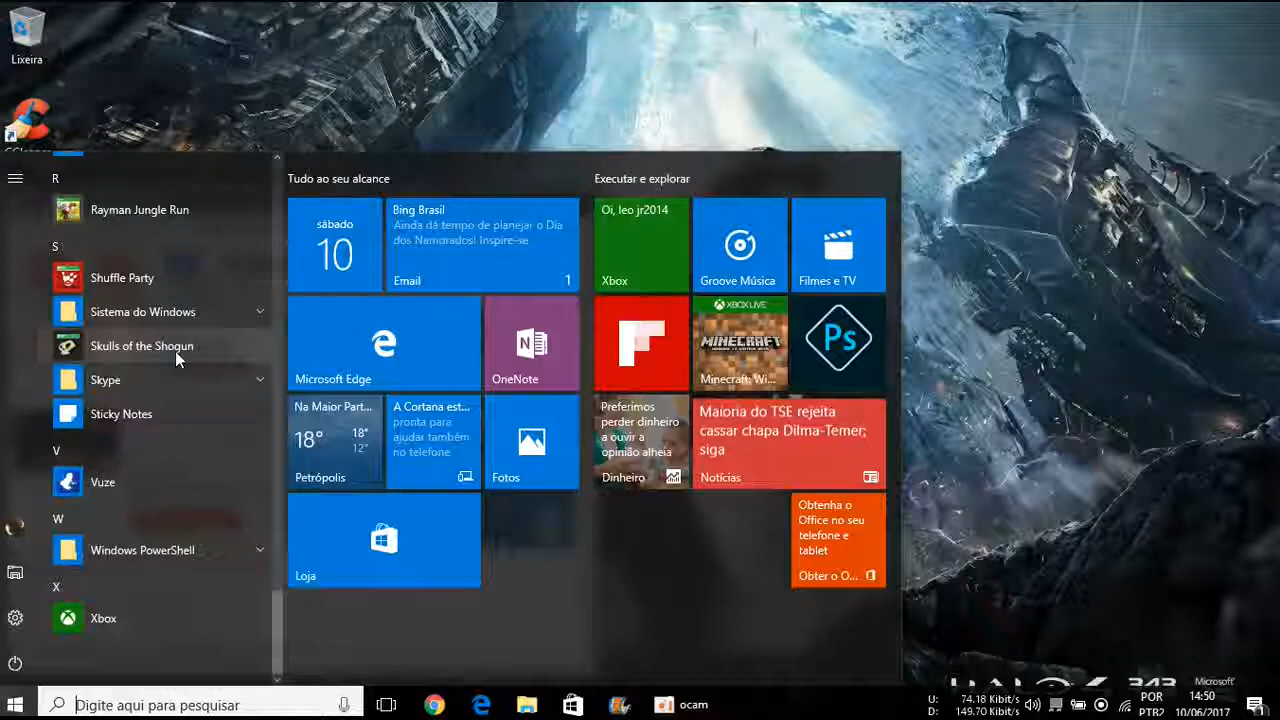 Lixeira
R
Rayman Jungle Run
S
Shuffle Party
Sistema do Windows
Skulls of the Shogun
Skype
Sticky Notes
V
Vuze
W
Windows PowerShell
X
Xbox
Tudo ao seu alcance
sábado
10
Bing Brasil
Ainda dá tempo de planejar o Dia
dos Namorados! Inspire-se
Email 1
Microsoft Edge
OneNote
Na Maior Part...
18° 18°
12°
Petrópolis
A Cortana est...
pronta para
ajudar também
no telefone.
Fotos
Loja
Executar e explorar
Oi, leo jr2014
Xbox
Groove Música
Filmes e TV
XBOX LIVE
MINECRAFT
Minecraft: Wi...
Ps
Preferimos
perder dinheiro
a ouvir a
opinião alheia
Dinheiro
Maioria do TSE rejeita
cassar chapa Dilma-Temer;
siga
Notícias
Obtenha o
Office no seu
telefone e
tablet
Obter o O...
HALO 343 Microsoft
Digite aqui para pesquisar
ocam
U: 74.18 Kibit/s
D: 149.70 Kibit/s
POR
PTB2
14:50
10/06/2017
1